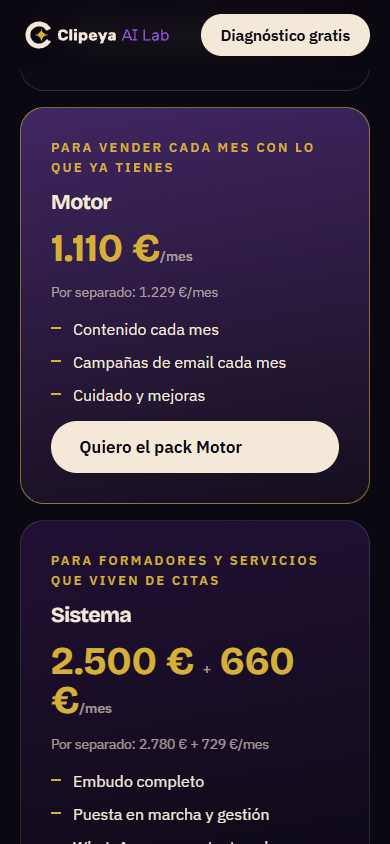 Clipeya AI Lab
Diagnóstico gratis
PARA VENDER CADA MES CON LO
QUE YA TIENES
Motor
1.110 €/mes
Por separado: 1.229 €/mes
Contenido cada mes
Campañas de email cada mes
Cuidado y mejoras
Quiero el pack Motor
PARA FORMADORES Y SERVICIOS
QUE VIVEN DE CITAS
Sistema
2.500 € + 660
€/mes
Por separado: 2.780 € + 729 €/mes
Embudo completo
Puesta en marcha y gestión